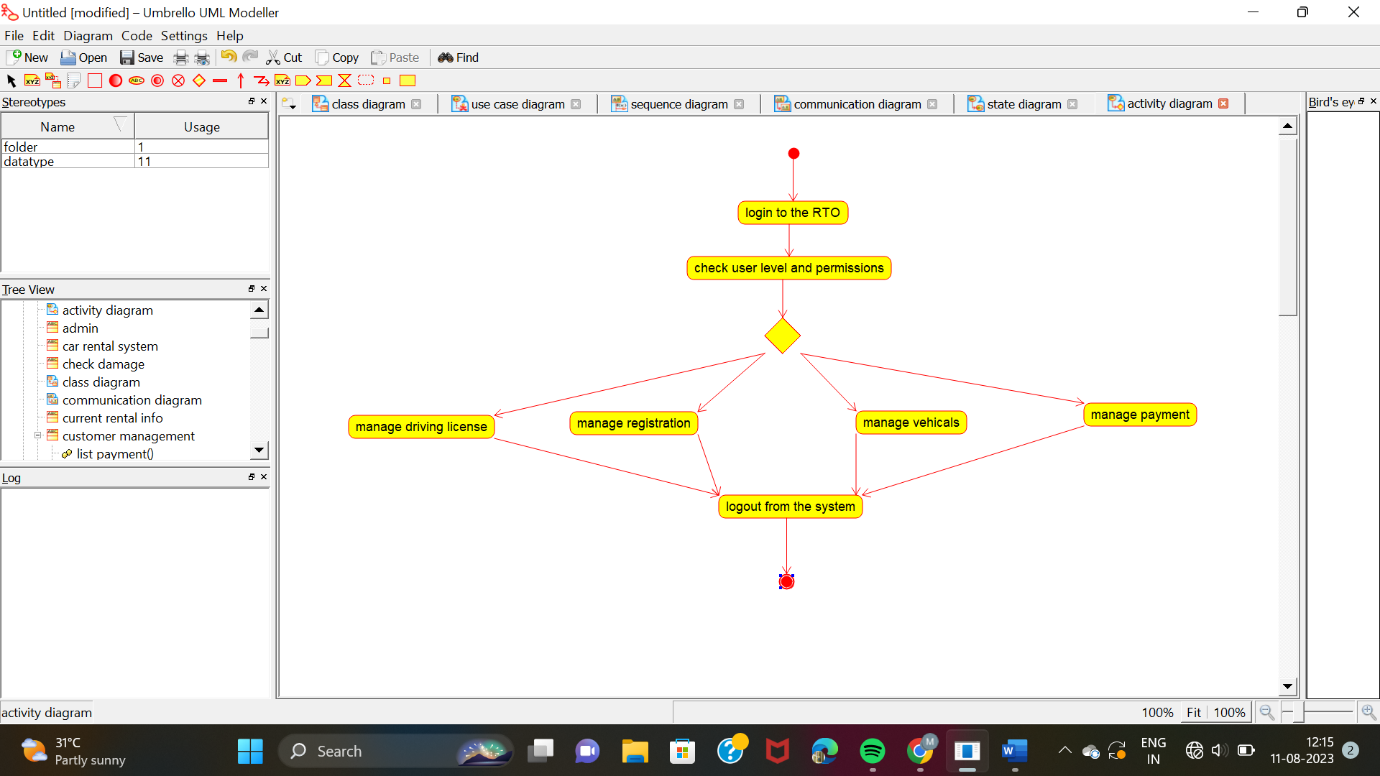 Untitled [modified] – Umbrello UML Modeller
File Edit Diagram Code Settings Help
New Open Save Cut Copy Paste Find
Stereotypes
class diagram use case diagram sequence diagram communication diagram state diagram activity diagram
Bird's ey
Name Usage
folder 1
datatype 11
login to the RTO
check user level and permissions
Tree View
activity diagram
admin
car rental system
check damage
class diagram
communication diagram
current rental info
customer management
list payment()
manage driving license
manage registration
manage vehicals
manage payment
Log
logout from the system
activity diagram
100% Fit 100%
31°C
Partly sunny
Search
M
ENG
IN
12:15
11-08-2023
2